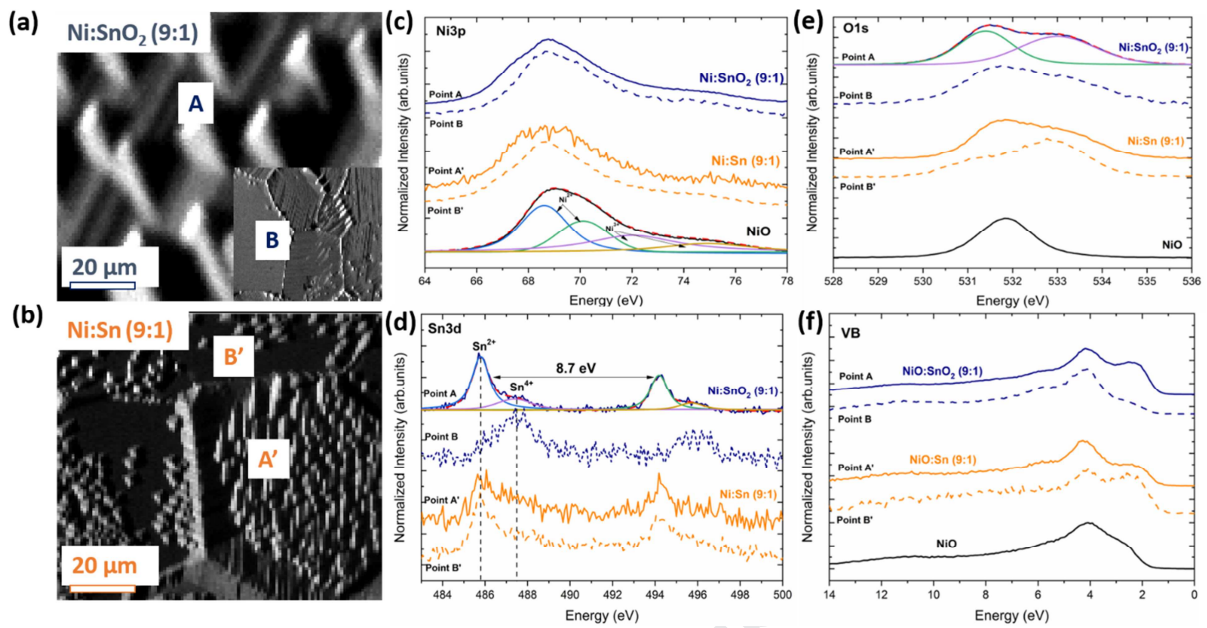 (a)
Ni:SnO₂ (9:1)
A
B
20 µm
(b)
Ni:Sn (9:1)
B′
A′
20 µm
(c)
Ni3p
Ni:SnO₂ (9:1)
Point A
Point B
Ni:Sn (9:1)
Point A'
Point B'
NiO
Normalized Intensity (arb.units)
64 66 68 70 72 74 76 78
Energy (eV)
(d)
Sn3d
Sn²⁺
Sn⁴⁺
8.7 eV
Ni:SnO₂ (9:1)
Point A
Point B
Ni:Sn (9:1)
Point A'
Point B'
Normalized Intensity (arb.units)
484 486 488 490 492 494 496 498 500
Energy (eV)
(e)
O1s
Ni:SnO₂ (9:1)
Point A
Point B
Ni:Sn (9:1)
Point A'
Point B'
NiO
Normalized Intensity (arb.units)
528 529 530 531 532 533 534 535 536
Energy (eV)
(f)
VB
NiO:SnO₂ (9:1)
Point A
Point B
NiO:Sn (9:1)
Point A'
Point B'
NiO
Normalized Intensity (arb.units)
14 12 10 8 6 4 2 0
Energy (eV)